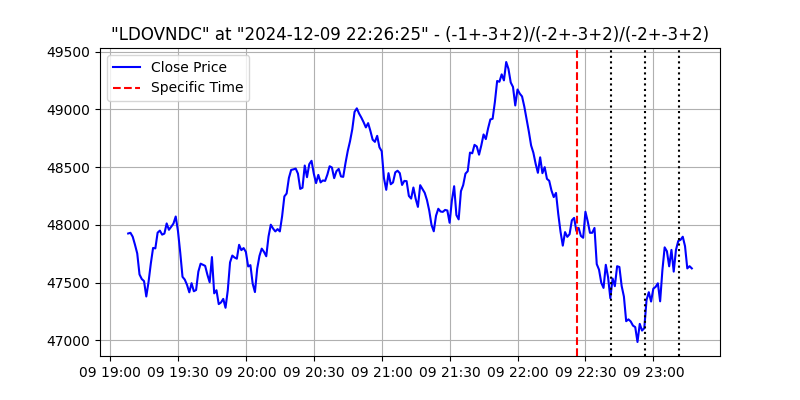 "LDOVNDC" at "2024-12-09 22:26:25" - (-1+-3+2)/(-2+-3+2)/(-2+-3+2)
Close Price
Specific Time
49500
49000
48500
48000
47500
47000
09 19:00 09 19:30 09 20:00 09 20:30 09 21:00 09 21:30 09 22:00 09 22:30 09 23:00